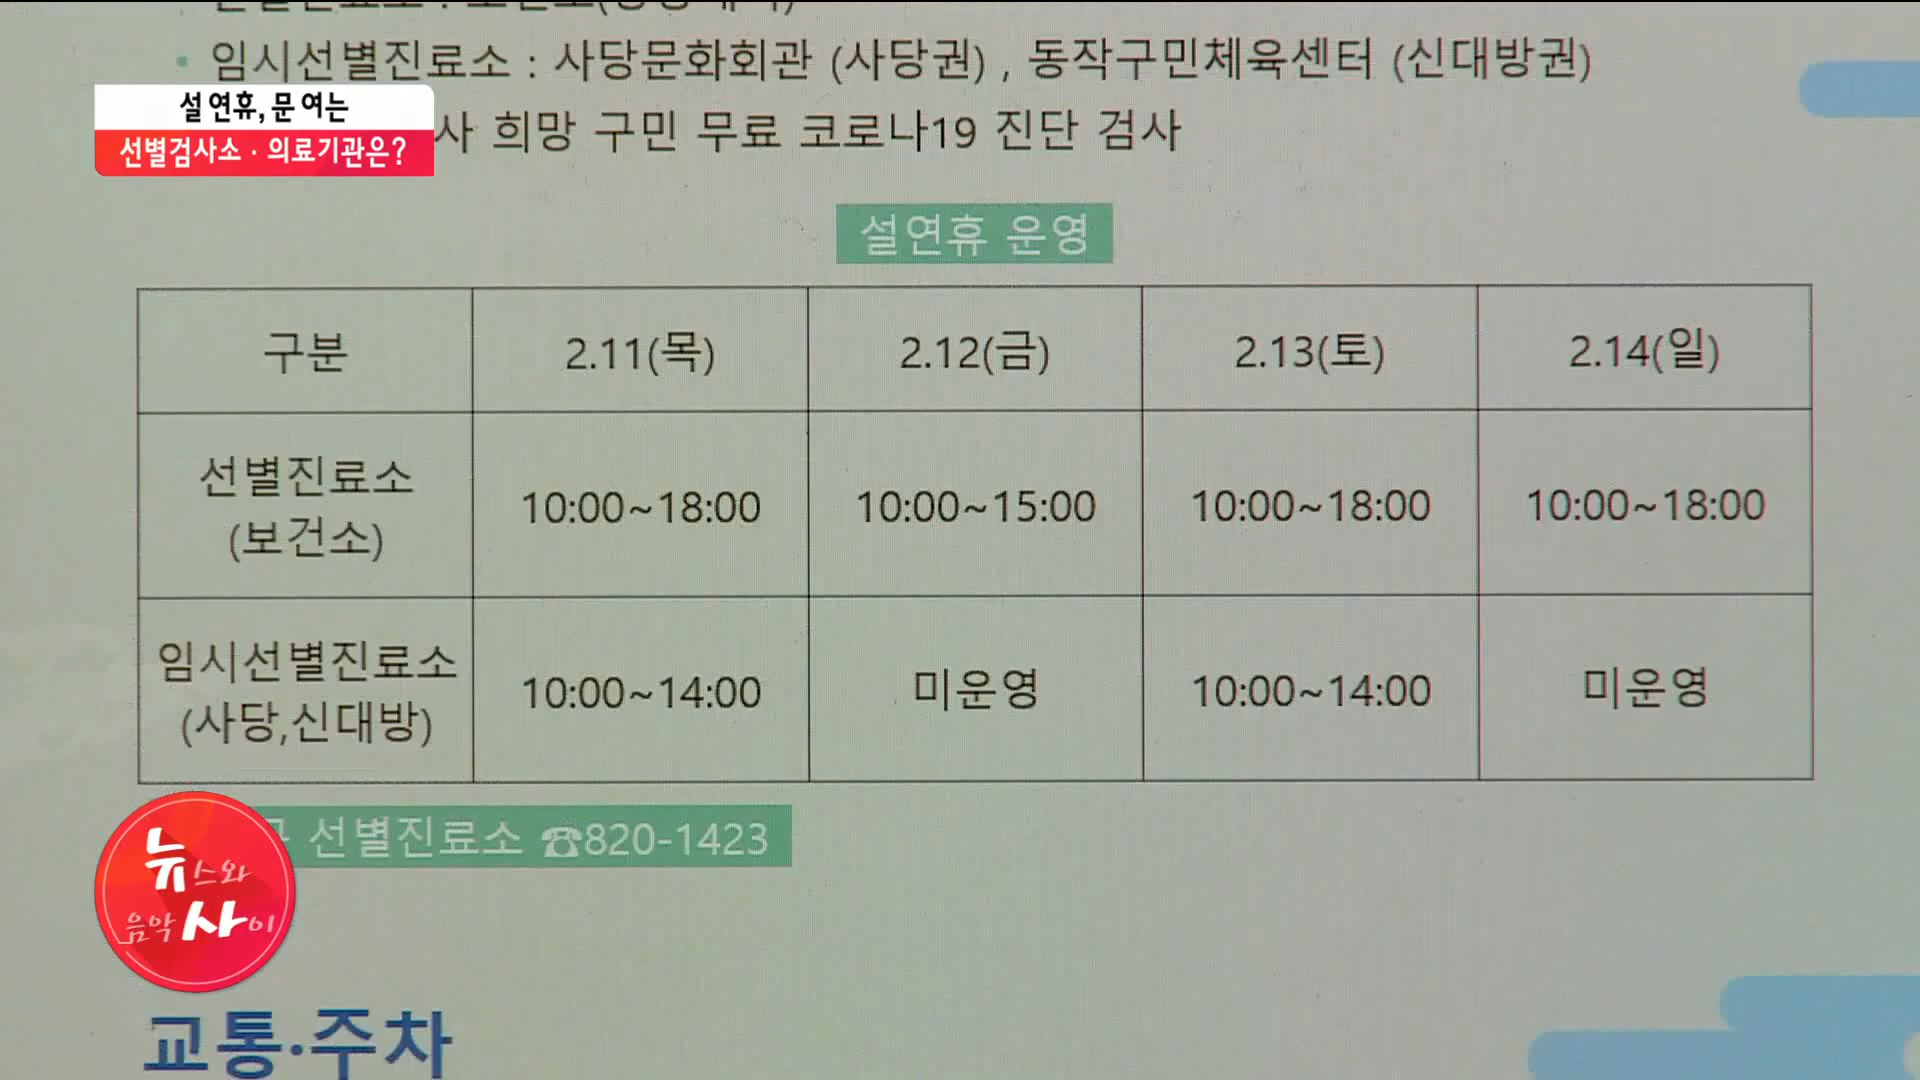 임시선별진료소 : 사당문화회관 (사당권) , 동작구민체육센터 (신대방권)
설 연휴, 문 여는
선별검사소 · 의료기관은?
사 희망 구민 무료 코로나19 진단 검사
설연휴 운영
구분 2.11(목) 2.12(금) 2.13(토) 2.14(일)
선별진료소
(보건소)
10:00~18:00 10:00~15:00 10:00~18:00 10:00~18:00
임시선별진료소
(사당,신대방)
10:00~14:00 미운영 10:00~14:00 미운영
선별진료소 ☎820-1423
뉴스와
음악 사이
교통·주차